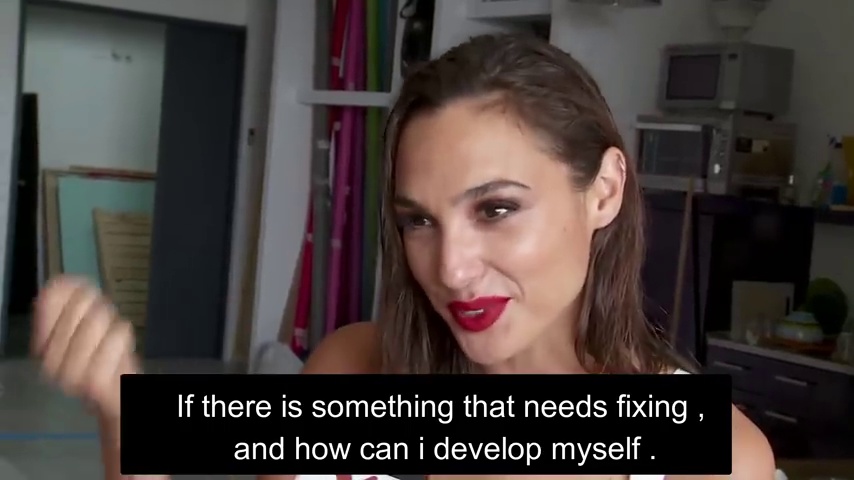 If there is something that needs fixing ,
and how can i develop myself .